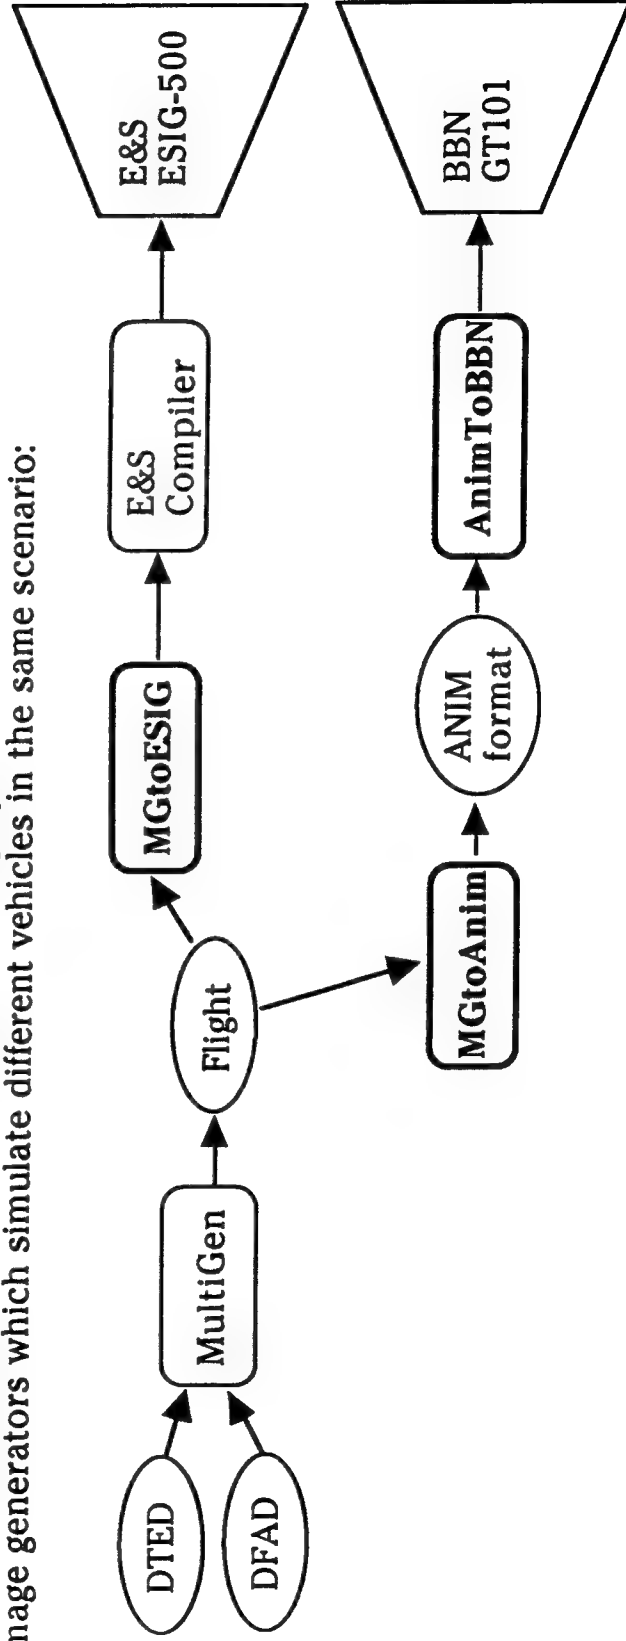 generators which simulate different vehicles in the same scenario:
DTED
DFAD
MultiGen
Flight
MGtoESIG
E&S
Compiler
E&S
ESIG-500
MGtoAnim
ANIM
format
AnimToBBN
BBN
GT101